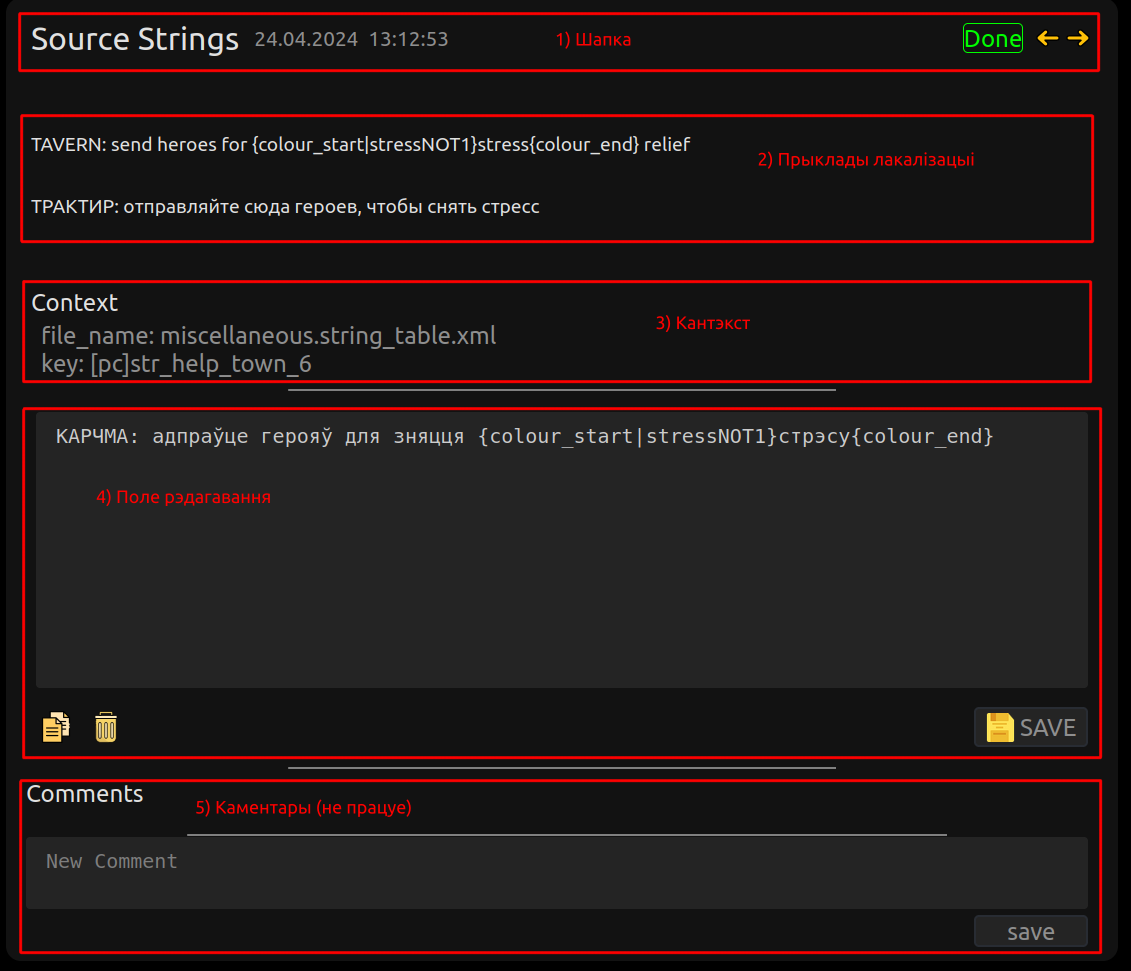 Source Strings 24.04.2024 13:12:53 1) Шапка Done
TAVERN: send heroes for {colour_start|stressNOT1}stress{colour_end} relief
2) Прыклады лакалізацыі
ТРАКТИР: отправляйте сюда героев, чтобы снять стресс
Context
3) Кантэкст
file_name: miscellaneous.string_table.xml
key: [pc]str_help_town_6
КАРЧМА: адпраўце герояў для зняцця {colour_start|stressNOT1}стрэсу{colour_end}
4) Поле рэдагавання
SAVE
Comments
5) Каментары (не працуе)
New Comment
save